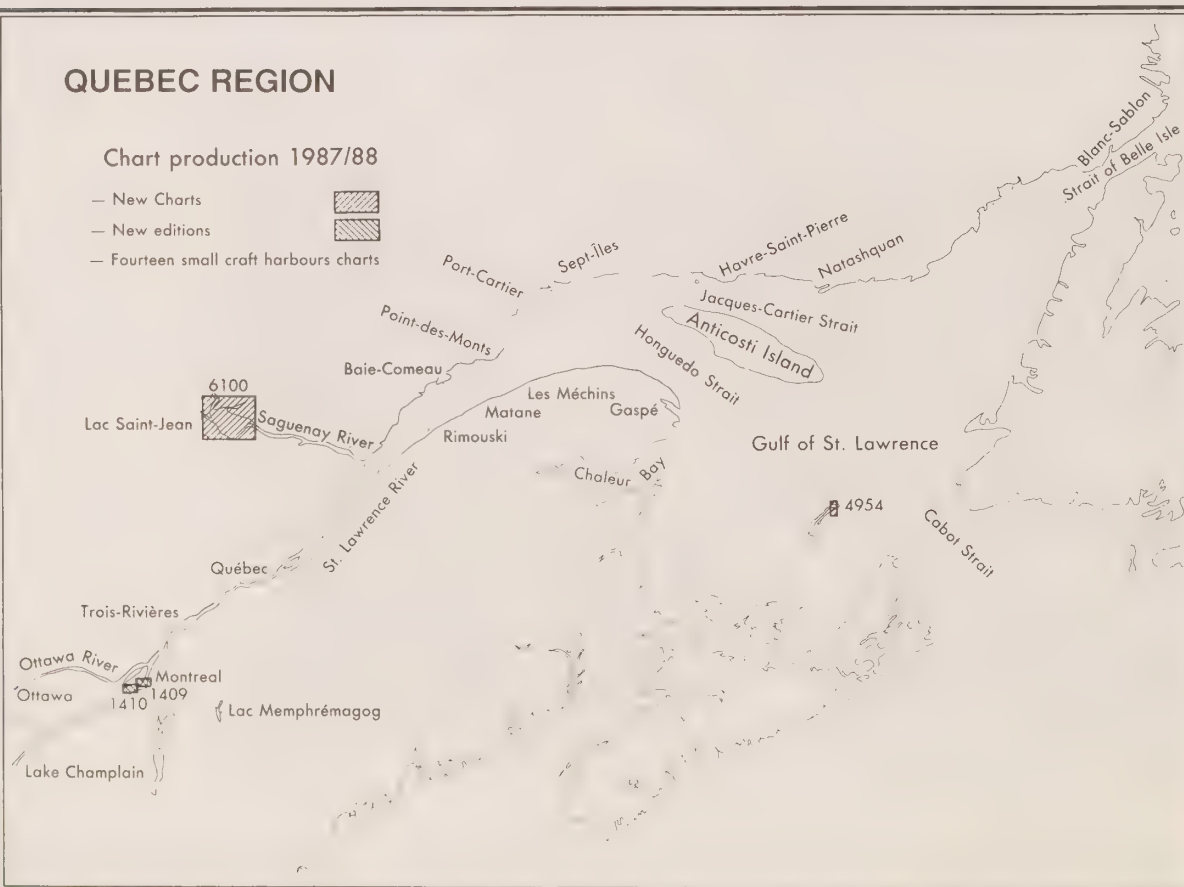 QUEBEC REGION
Chart production 1987/88
— New Charts
— New editions
— Fourteen small craft harbours charts
Blanc-Sablon
Strait of Belle Isle
Havre-Saint-Pierre
Sept-Îles
Natashquan
Port-Cartier
Jacques-Cartier Strait
Point-des-Monts
Anticosti Island
Honguedo Strait
Baie-Comeau
6100
Les Méchins
Matane
Gaspé
Lac Saint-Jean
Saguenay River
Rimouski
Gulf of St. Lawrence
Chaleur Bay
4954
St. Lawrence River
Cabot Strait
Québec
Trois-Rivières
Ottawa River
Montreal
Ottawa
1409
1410
Lac Memphrémagog
Lake Champlain